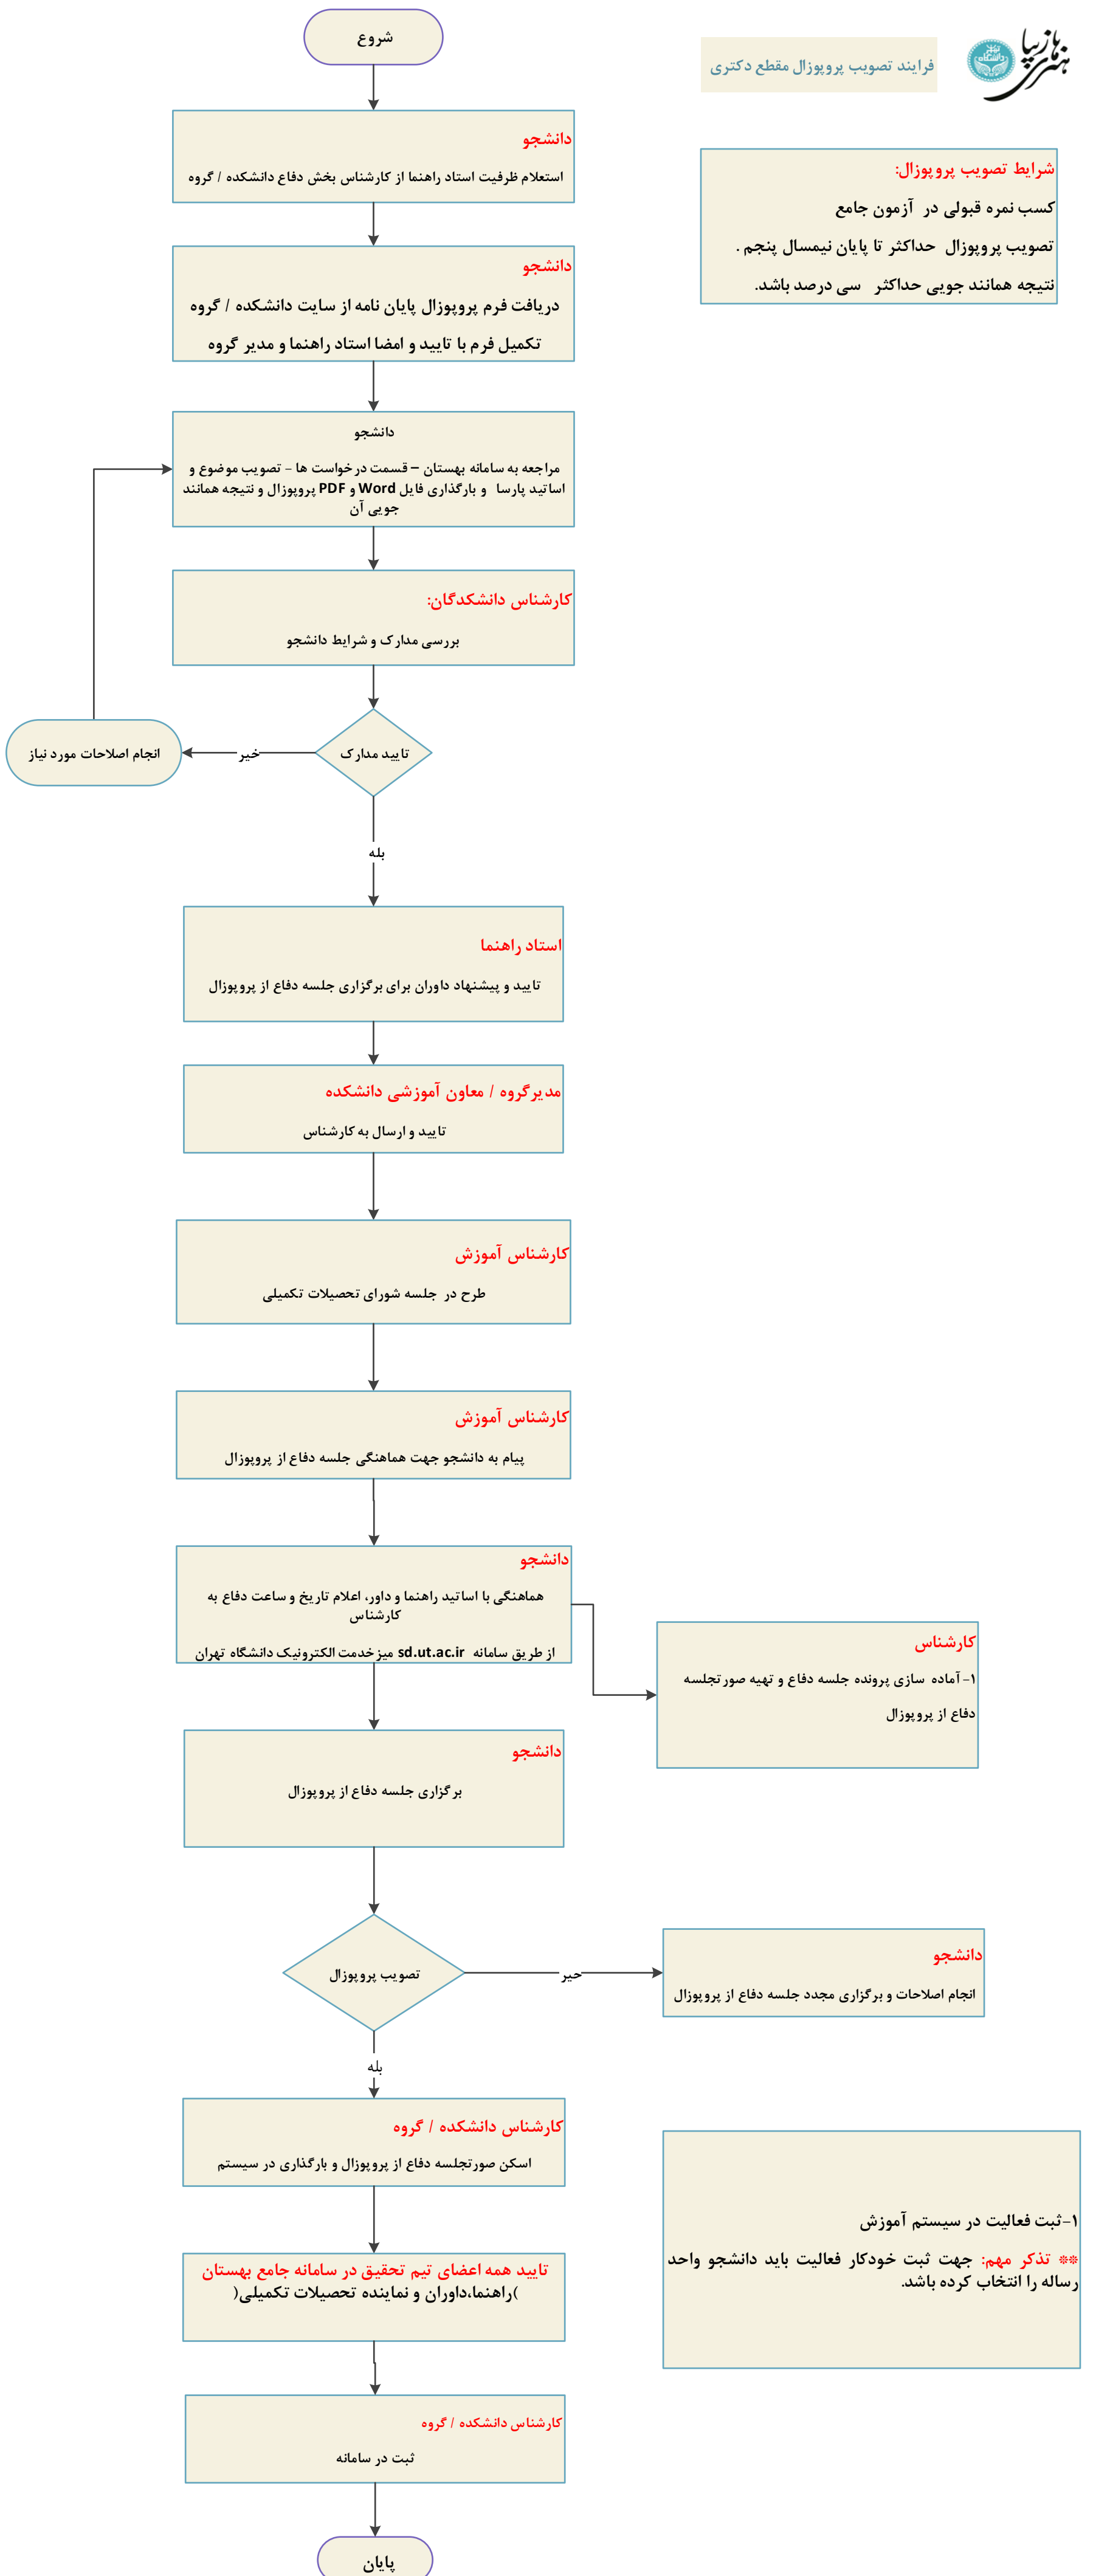 هنرهای زیبا
فرایند تصویب پروپوزال مقطع دکتری
شرایط تصویب پروپوزال:
کسب نمره قبولی در آزمون جامع
تصویب پروپوزال حداکثر تا پایان نیمسال پنجم .
نتیجه همانند جویی حداکثر سی درصد باشد.
شروع
دانشجو
استعلام ظرفیت استاد راهنما از کارشناس بخش دفاع دانشکده / گروه
دانشجو
دریافت فرم پروپوزال پایان نامه از سایت دانشکده / گروه
تکمیل فرم با تایید و امضا استاد راهنما و مدیر گروه
دانشجو
مراجعه به سامانه بهستان – قسمت درخواست ها - تصویب موضوع و
اساتید پارسا و بارگذاری فایل Word و PDF پروپوزال و نتیجه همانند
جویی آن
کارشناس دانشکدگان:
بررسی مدارک و شرایط دانشجو
تایید مدارک
خیر
انجام اصلاحات مورد نیاز
بله
استاد راهنما
تایید و پیشنهاد داوران برای برگزاری جلسه دفاع از پروپوزال
مدیرگروه / معاون آموزشی دانشکده
تایید و ارسال به کارشناس
کارشناس آموزش
طرح در جلسه شورای تحصیلات تکمیلی
کارشناس آموزش
پیام به دانشجو جهت هماهنگی جلسه دفاع از پروپوزال
دانشجو
هماهنگی با اساتید راهنما و داور، اعلام تاریخ و ساعت دفاع به
کارشناس
از طریق سامانه sd.ut.ac.ir میزخدمت الکترونیک دانشگاه تهران
کارشناس
۱- آماده سازی پرونده جلسه دفاع و تهیه صورتجلسه
دفاع از پروپوزال
دانشجو
برگزاری جلسه دفاع از پروپوزال
تصویب پروپوزال
حیر
دانشجو
انجام اصلاحات و برگزاری مجدد جلسه دفاع از پروپوزال
بله
کارشناس دانشکده / گروه
اسکن صورتجلسه دفاع از پروپوزال و بارگذاری در سیستم
۱-ثبت فعالیت در سیستم آموزش
** تذکر مهم: جهت ثبت خودکار فعالیت باید دانشجو واحد
رساله را انتخاب کرده باشد.
تایید همه اعضای تیم تحقیق در سامانه جامع بهستان
)راهنما،داوران و نماینده تحصیلات تکمیلی(
کارشناس دانشکده / گروه
ثبت در سامانه
پایان